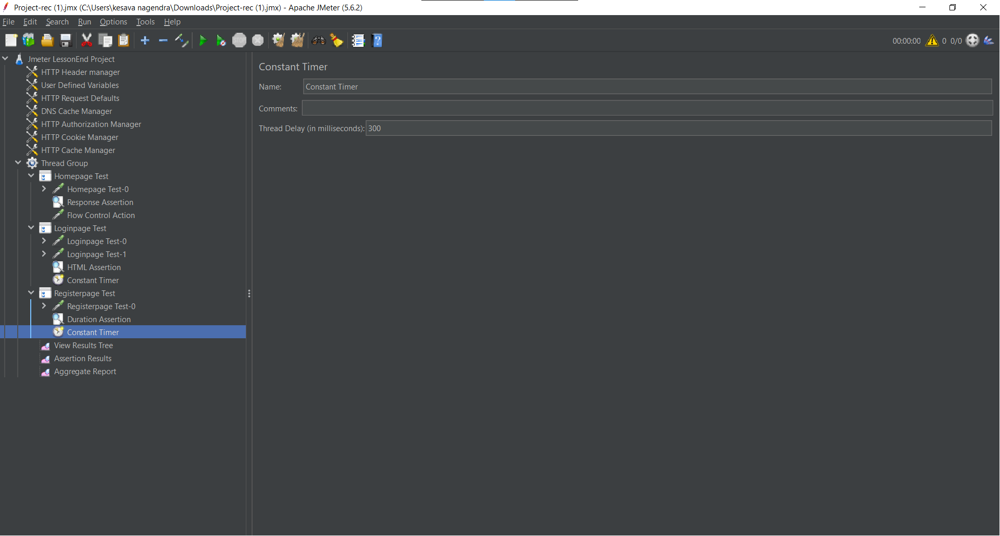 Project-rec (1).jmx (C:\Users\kesava nagendra\Downloads\Project-rec (1).jmx) - Apache JMeter (5.6.2)
File Edit Search Run Options Tools Help
STOP
00:00:00 0 0/0
Jmeter LessonEnd Project
HTTP Header manager
User Defined Variables
HTTP Request Defaults
DNS Cache Manager
HTTP Authorization Manager
HTTP Cookie Manager
HTTP Cache Manager
Thread Group
Homepage Test
Homepage Test-0
Response Assertion
Flow Control Action
Loginpage Test
Loginpage Test-0
Loginpage Test-1
HTML Assertion
Constant Timer
Registerpage Test
Registerpage Test-0
Duration Assertion
Constant Timer
View Results Tree
Assertion Results
Aggregate Report
Constant Timer
Name: Constant Timer
Comments:
Thread Delay (in milliseconds): 300